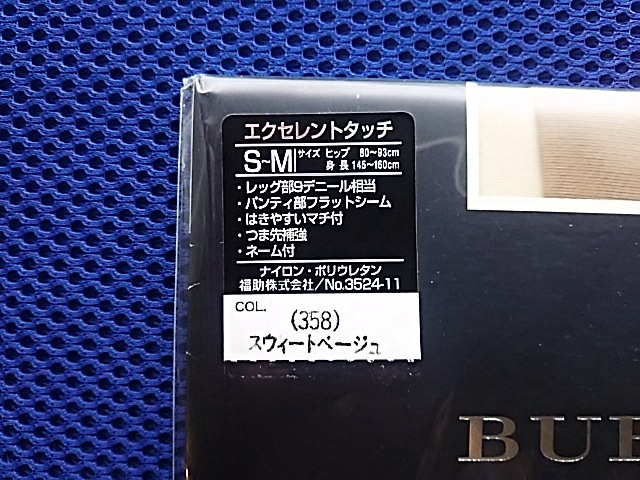 エクセレントタッチ
S-M サイズ ヒップ 80~93cm
身長 145~160cm
・レッグ部9デニール相当
・パンティ部フラットシーム
・はきやすいマチ付
・つま先補強
・ネーム付
ナイロン・ポリウレタン
福助株式会社/No.3524-11
COL.
(358)
スウィートベージュ
BU